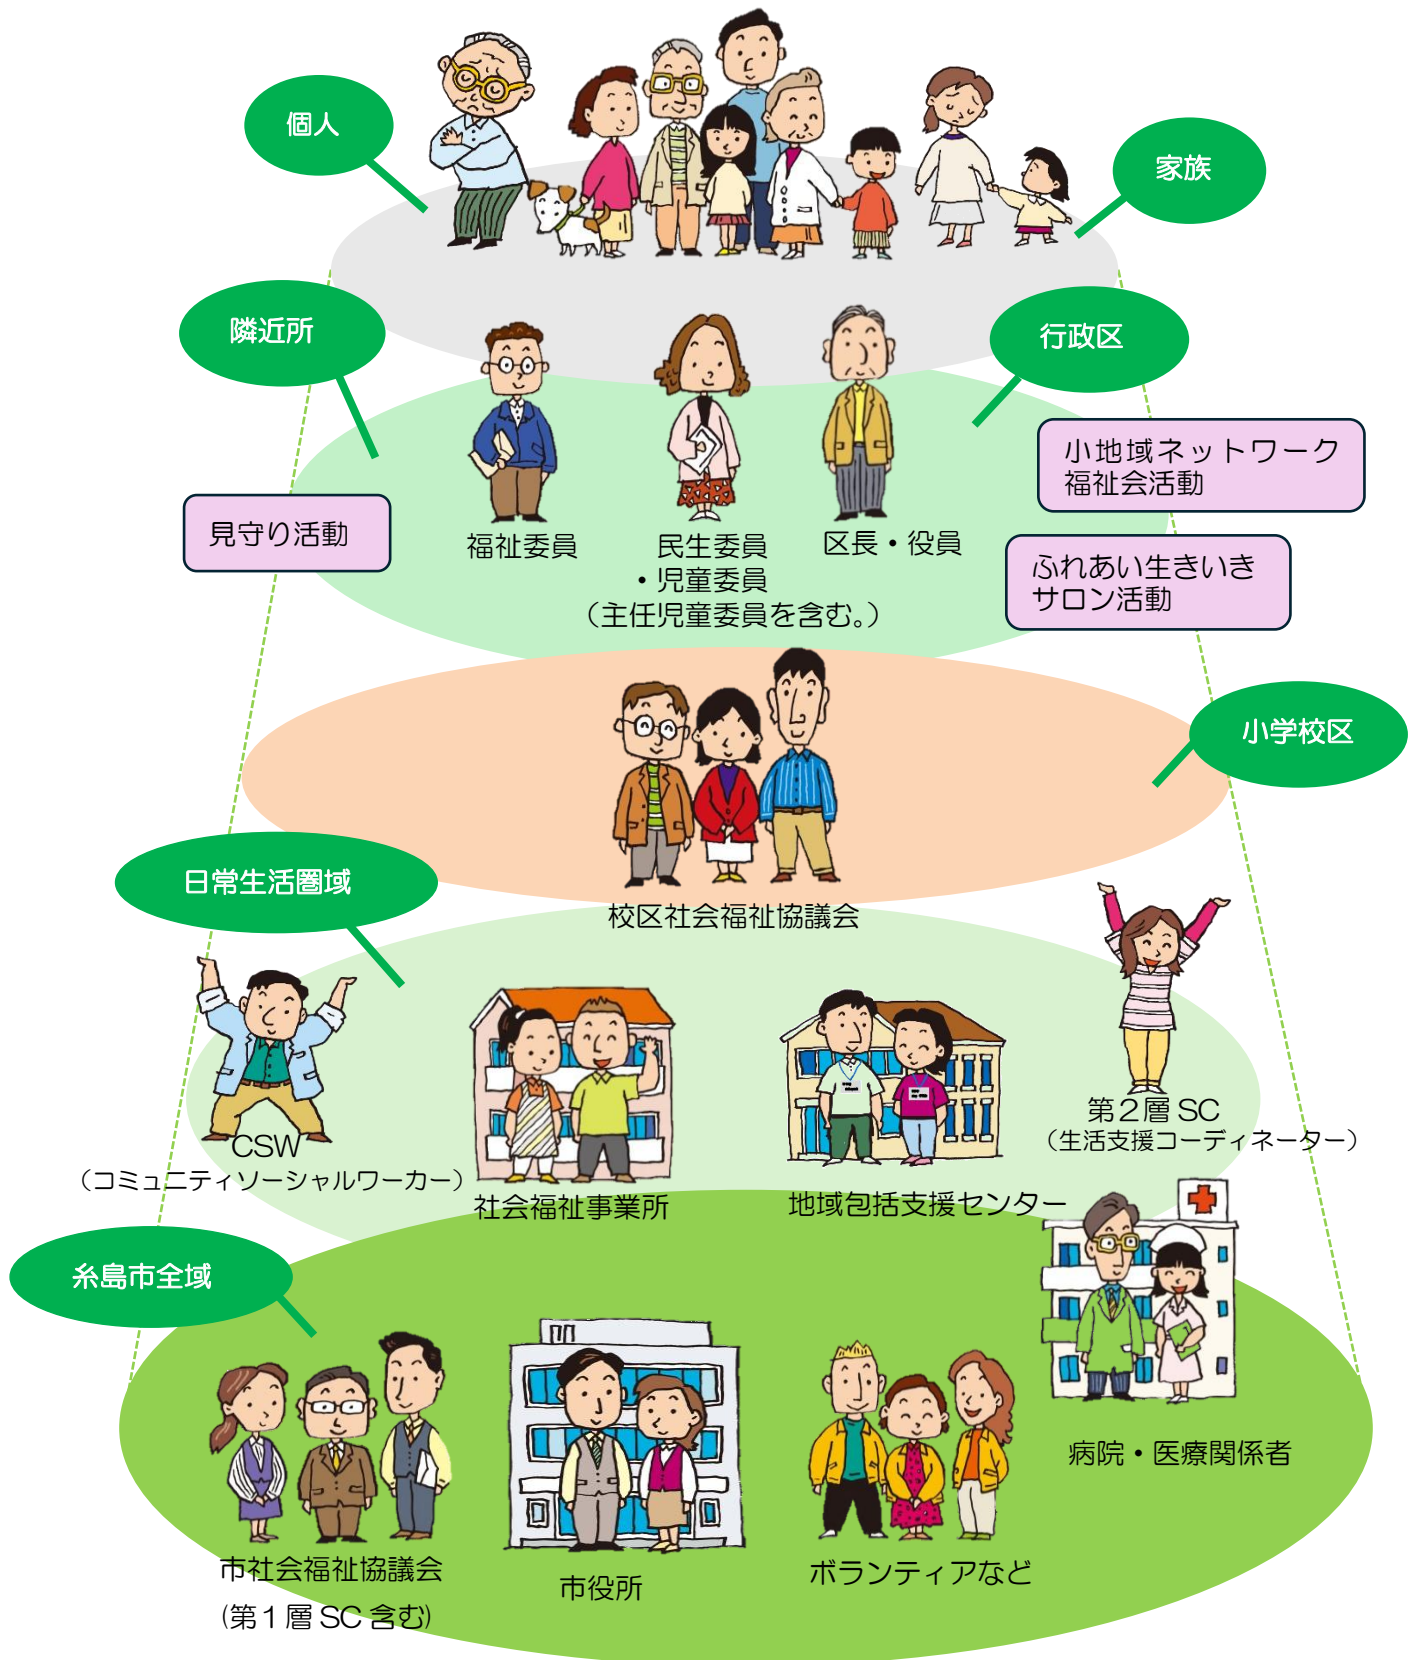 個人
家族
隣近所
行政区
小地域ネットワーク
福祉会活動
見守り活動
福祉委員
民生委員
・児童委員
（主任児童委員を含む。）
区長・役員
ふれあい生きいき
サロン活動
小学校区
日常生活圏域
校区社会福祉協議会
CSW
（コミュニティソーシャルワーカー）
社会福祉事業所
地域包括支援センター
第２層 SC
（生活支援コーディネーター）
糸島市全域
病院・医療関係者
市社会福祉協議会
(第１層 SC 含む)
市役所
ボランティアなど